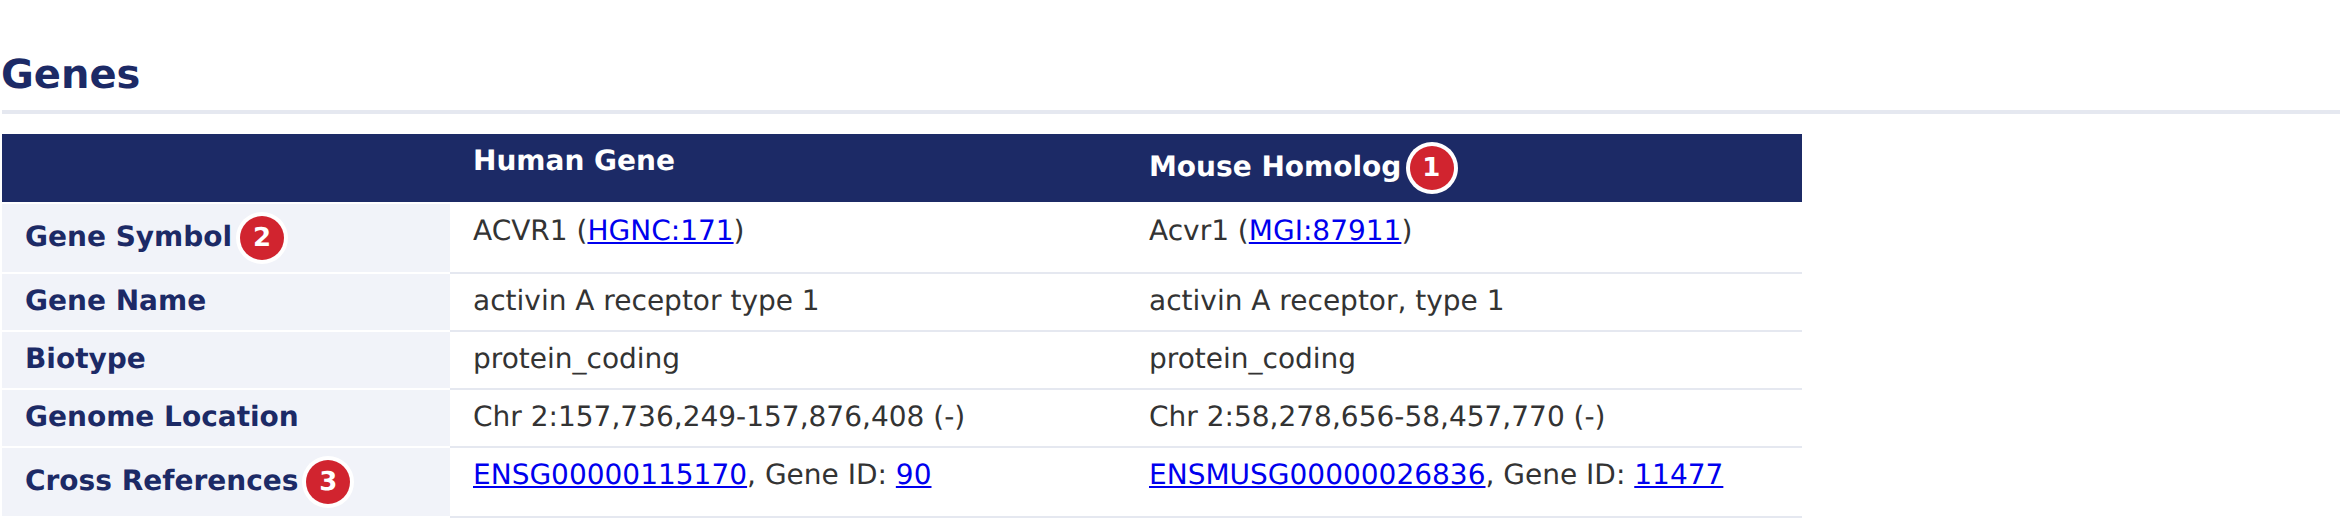 Genes
Human Gene Mouse Homolog 1
Gene Symbol 2 ACVR1 (HGNC:171) Acvr1 (MGI:87911)
Gene Name activin A receptor type 1 activin A receptor, type 1
Biotype protein_coding protein_coding
Genome Location Chr 2:157,736,249-157,876,408 (-) Chr 2:58,278,656-58,457,770 (-)
Cross References 3 ENSG00000115170, Gene ID: 90 ENSMUSG00000026836, Gene ID: 11477